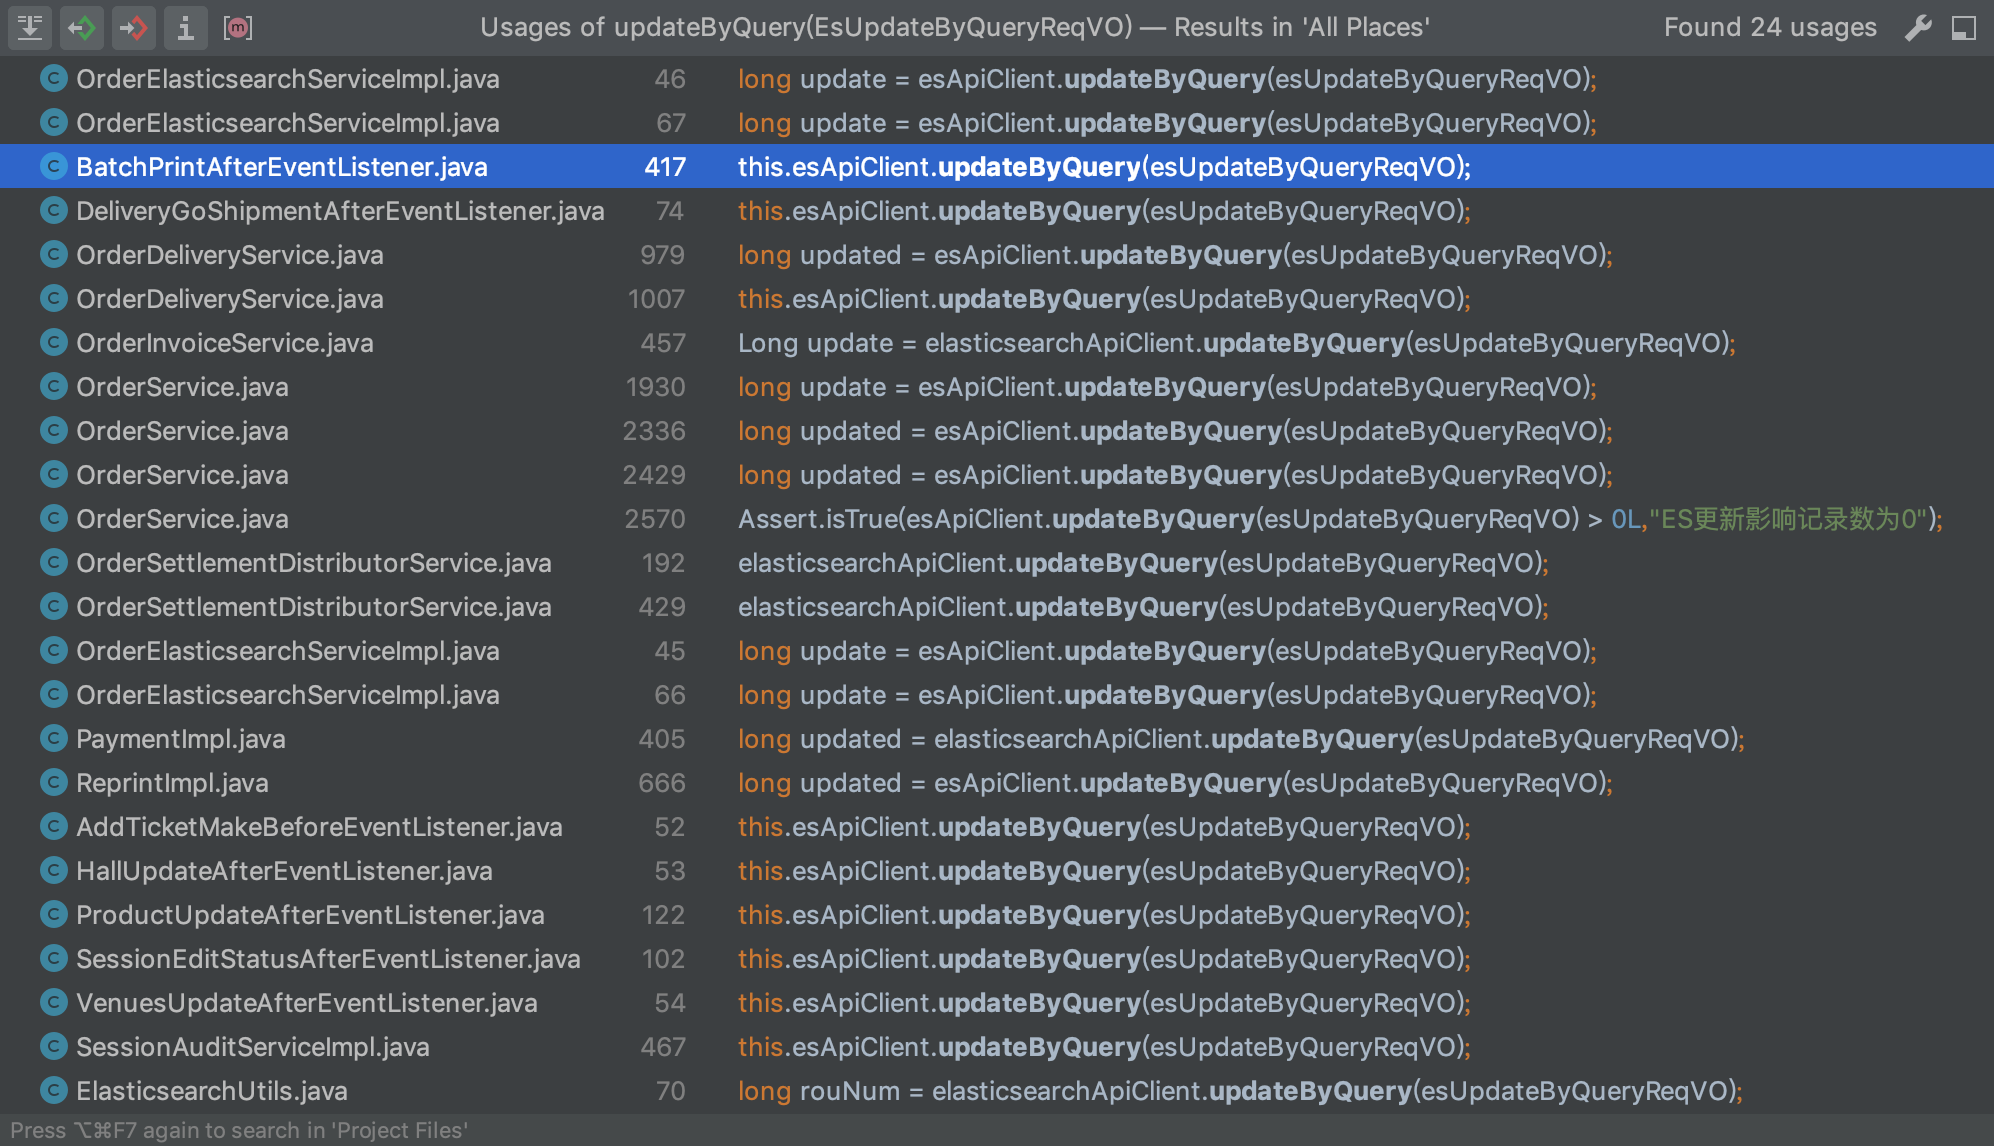 Usages of updateByQuery(EsUpdateByQueryReqVO) — Results in 'All Places' Found 24 usages
OrderElasticsearchServiceImpl.java 46 long update = esApiClient.updateByQuery(esUpdateByQueryReqVO);
OrderElasticsearchServiceImpl.java 67 long update = esApiClient.updateByQuery(esUpdateByQueryReqVO);
BatchPrintAfterEventListener.java 417 this.esApiClient.updateByQuery(esUpdateByQueryReqVO);
DeliveryGoShipmentAfterEventListener.java 74 this.esApiClient.updateByQuery(esUpdateByQueryReqVO);
OrderDeliveryService.java 979 long updated = esApiClient.updateByQuery(esUpdateByQueryReqVO);
OrderDeliveryService.java 1007 this.esApiClient.updateByQuery(esUpdateByQueryReqVO);
OrderInvoiceService.java 457 Long update = elasticsearchApiClient.updateByQuery(esUpdateByQueryReqVO);
OrderService.java 1930 long update = esApiClient.updateByQuery(esUpdateByQueryReqVO);
OrderService.java 2336 long updated = esApiClient.updateByQuery(esUpdateByQueryReqVO);
OrderService.java 2429 long updated = esApiClient.updateByQuery(esUpdateByQueryReqVO);
OrderService.java 2570 Assert.isTrue(esApiClient.updateByQuery(esUpdateByQueryReqVO) > 0L,"ES更新影响记录数为0");
OrderSettlementDistributorService.java 192 elasticsearchApiClient.updateByQuery(esUpdateByQueryReqVO);
OrderSettlementDistributorService.java 429 elasticsearchApiClient.updateByQuery(esUpdateByQueryReqVO);
OrderElasticsearchServiceImpl.java 45 long update = esApiClient.updateByQuery(esUpdateByQueryReqVO);
OrderElasticsearchServiceImpl.java 66 long update = esApiClient.updateByQuery(esUpdateByQueryReqVO);
PaymentImpl.java 405 long updated = elasticsearchApiClient.updateByQuery(esUpdateByQueryReqVO);
ReprintImpl.java 666 long updated = esApiClient.updateByQuery(esUpdateByQueryReqVO);
AddTicketMakeBeforeEventListener.java 52 this.esApiClient.updateByQuery(esUpdateByQueryReqVO);
HallUpdateAfterEventListener.java 53 this.esApiClient.updateByQuery(esUpdateByQueryReqVO);
ProductUpdateAfterEventListener.java 122 this.esApiClient.updateByQuery(esUpdateByQueryReqVO);
SessionEditStatusAfterEventListener.java 102 this.esApiClient.updateByQuery(esUpdateByQueryReqVO);
VenuesUpdateAfterEventListener.java 54 this.esApiClient.updateByQuery(esUpdateByQueryReqVO);
SessionAuditServiceImpl.java 467 this.esApiClient.updateByQuery(esUpdateByQueryReqVO);
ElasticsearchUtils.java 70 long rouNum = elasticsearchApiClient.updateByQuery(esUpdateByQueryReqVO);
Press ⌥⌘F7 again to search in 'Project Files'